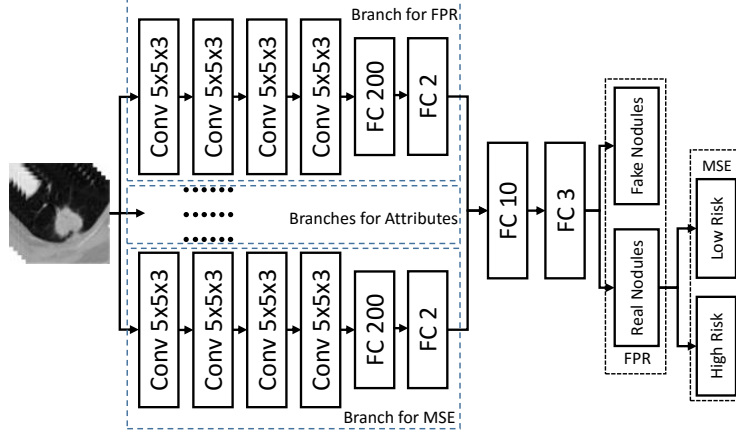 Branch for FPR
Conv 5x5x3
Conv 5x5x3
Conv 5x5x3
Conv 5x5x3
FC 200
FC 2
Branches for Attributes
Conv 5x5x3
Conv 5x5x3
Conv 5x5x3
Conv 5x5x3
FC 200
FC 2
Branch for MSE
FC 10
FC 3
Fake Nodules
Real Nodules
FPR
MSE
Low Risk
High Risk